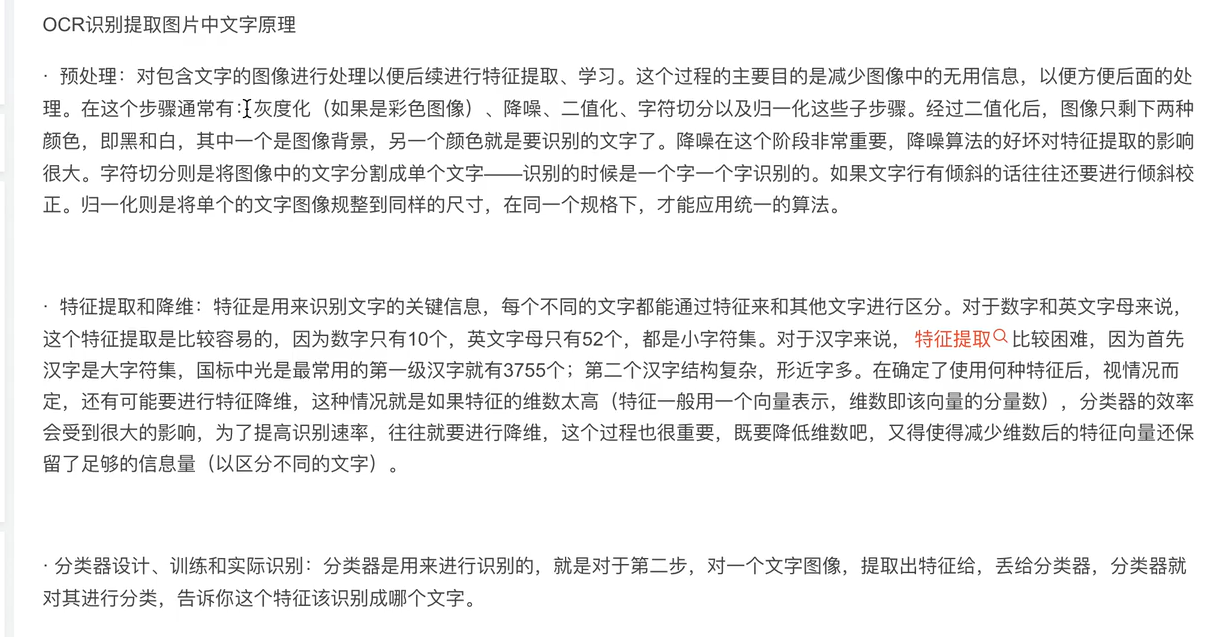 OCR识别提取图片中文字原理
· 预处理：对包含文字的图像进行处理以便后续进行特征提取、学习。这个过程的主要目的是减少图像中的无用信息，以便方便后面的处
理。在这个步骤通常有:灰度化（如果是彩色图像）、降噪、二值化、字符切分以及归一化这些子步骤。经过二值化后，图像只剩下两种
颜色，即黑和白，其中一个是图像背景，另一个颜色就是要识别的文字了。降噪在这个阶段非常重要，降噪算法的好坏对特征提取的影响
很大。字符切分则是将图像中的文字分割成单个文字——识别的时候是一个字一个字识别的。如果文字行有倾斜的话往往还要进行倾斜校
正。归一化则是将单个的文字图像规整到同样的尺寸，在同一个规格下，才能应用统一的算法。
· 特征提取和降维：特征是用来识别文字的关键信息，每个不同的文字都能通过特征来和其他文字进行区分。对于数字和英文字母来说，
这个特征提取是比较容易的，因为数字只有10个，英文字母只有52个，都是小字符集。对于汉字来说，特征提取比较困难，因为首先
汉字是大字符集，国标中光是最常用的第一级汉字就有3755个；第二个汉字结构复杂，形近字多。在确定了使用何种特征后，视情况而
定，还有可能要进行特征降维，这种情况就是如果特征的维数太高（特征一般用一个向量表示，维数即该向量的分量数），分类器的效率
会受到很大的影响，为了提高识别速率，往往就要进行降维，这个过程也很重要，既要降低维数吧，又得使得减少维数后的特征向量还保
留了足够的信息量（以区分不同的文字）。
· 分类器设计、训练和实际识别：分类器是用来进行识别的，就是对于第二步，对一个文字图像，提取出特征给，丢给分类器，分类器就
对其进行分类，告诉你这个特征该识别成哪个文字。